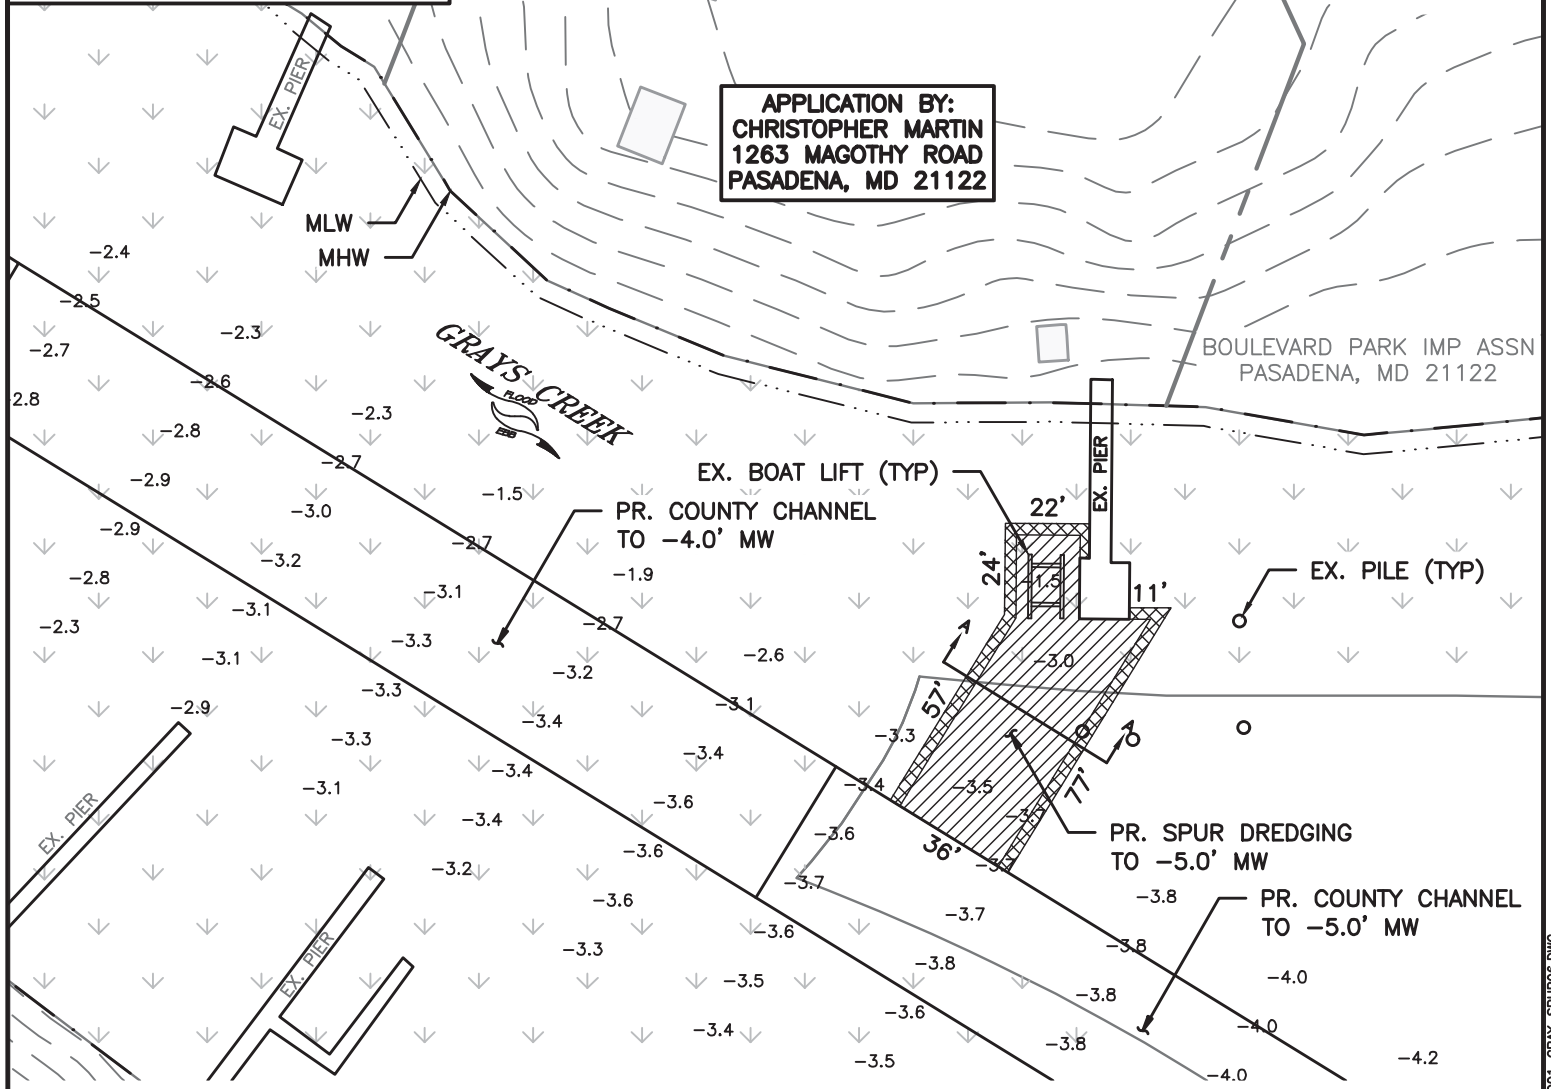 APPLICATION BY:
CHRISTOPHER MARTIN
1263 MAGOTHY ROAD
PASADENA, MD 21122
EX. PIER
MLW
MHW
-2.4
-2.5
-2.3
-2.7
-2.6
2.8
-2.3
-2.8
-2.7
-2.9
-1.5
-3.0
-2.9
-2.7
-3.2
-1.9
-2.8
-3.1
-3.1
-2.3
-2.7
-3.3
-2.6
-3.1
-3.2
-3.3
-3.1
-2.9
-3.4
-3.3
-3.3
-3.4
-3.4
-3.4
-3.1
-3.6
-3.4
-3.6
-3.6
-3.2
-3.7
-3.6
-3.7
-3.6
-3.3
-3.8
-3.5
-3.8
-3.6
-3.4
-3.8
-3.5
-4.0
GRAYS CREEK
FLOOD
EBB
BOULEVARD PARK IMP ASSN
PASADENA, MD 21122
EX. BOAT LIFT (TYP)
PR. COUNTY CHANNEL
TO -4.0' MW
EX. PIER
22'
24'
-1.5
11'
EX. PILE (TYP)
A
-3.0
57'
A
77'
-3.5
36'
PR. SPUR DREDGING
TO -5.0' MW
-3.8
PR. COUNTY CHANNEL
TO -5.0' MW
-3.8
-4.0
-4.0
-4.2
EX. PIER
EX. PIER